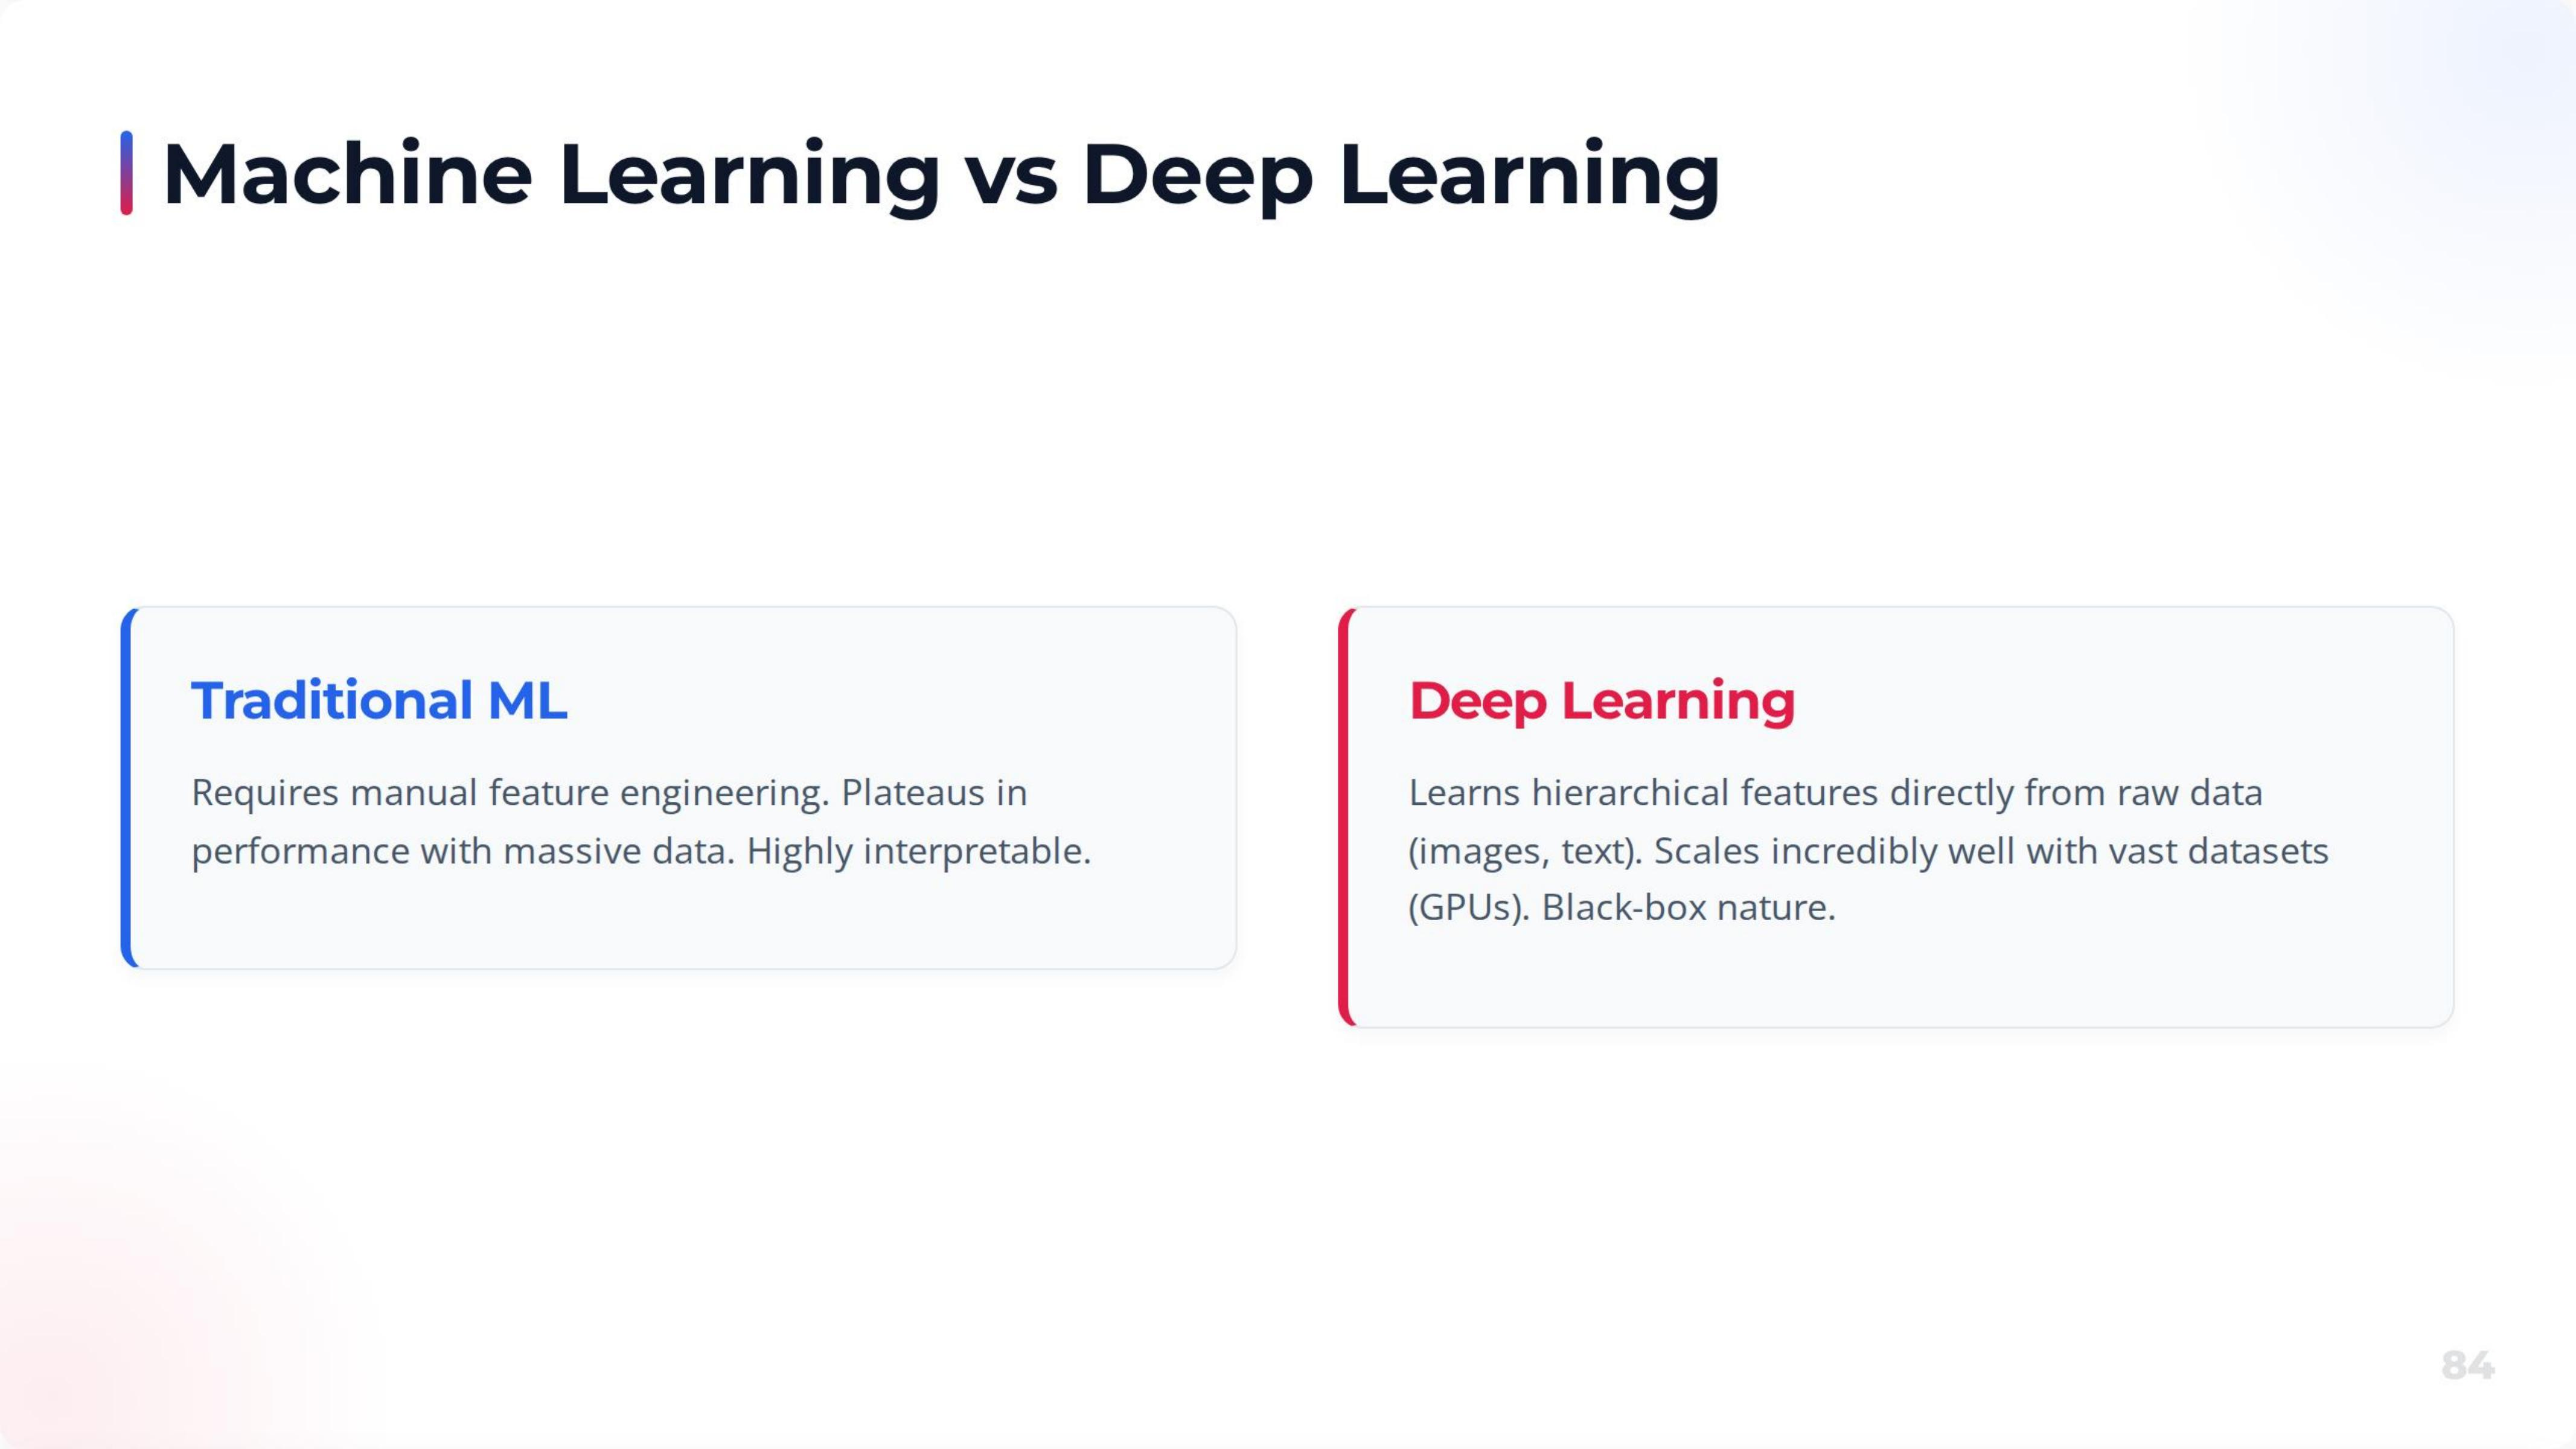 Machine Learning vs Deep Learning
Traditional ML
Requires manual feature engineering. Plateaus in
performance with massive data. Highly interpretable.
Deep Learning
Learns hierarchical features directly from raw data
(images, text). Scales incredibly well with vast datasets
(GPUs). Black-box nature.
84